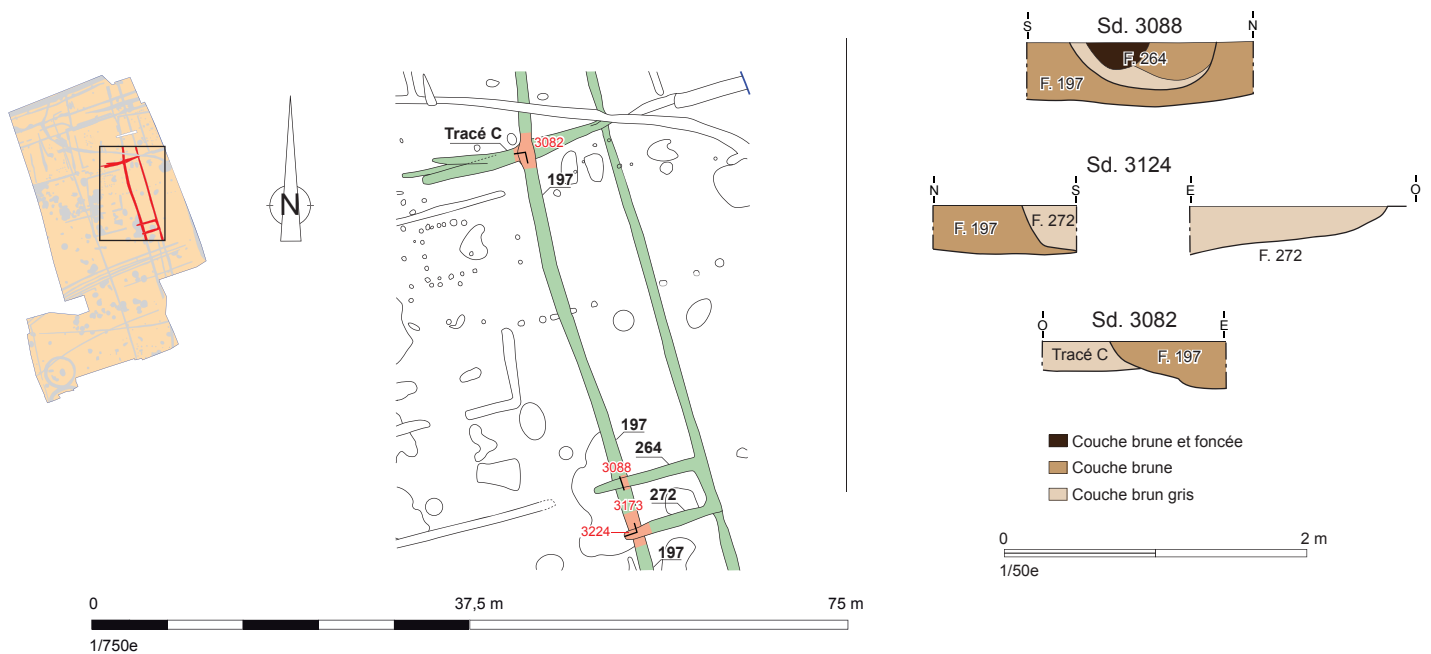 N
Tracé C
3082
197
197
264
3088
272
3173
3224
197
0 37,5 m 75 m
1/750e
Sd. 3088
S N
F. 264
F. 197
Sd. 3124
N S E O
F. 197 F. 272
F. 272
Sd. 3082
O E
Tracé C F. 197
Couche brune et foncée
Couche brune
Couche brun gris
0 2 m
1/50e